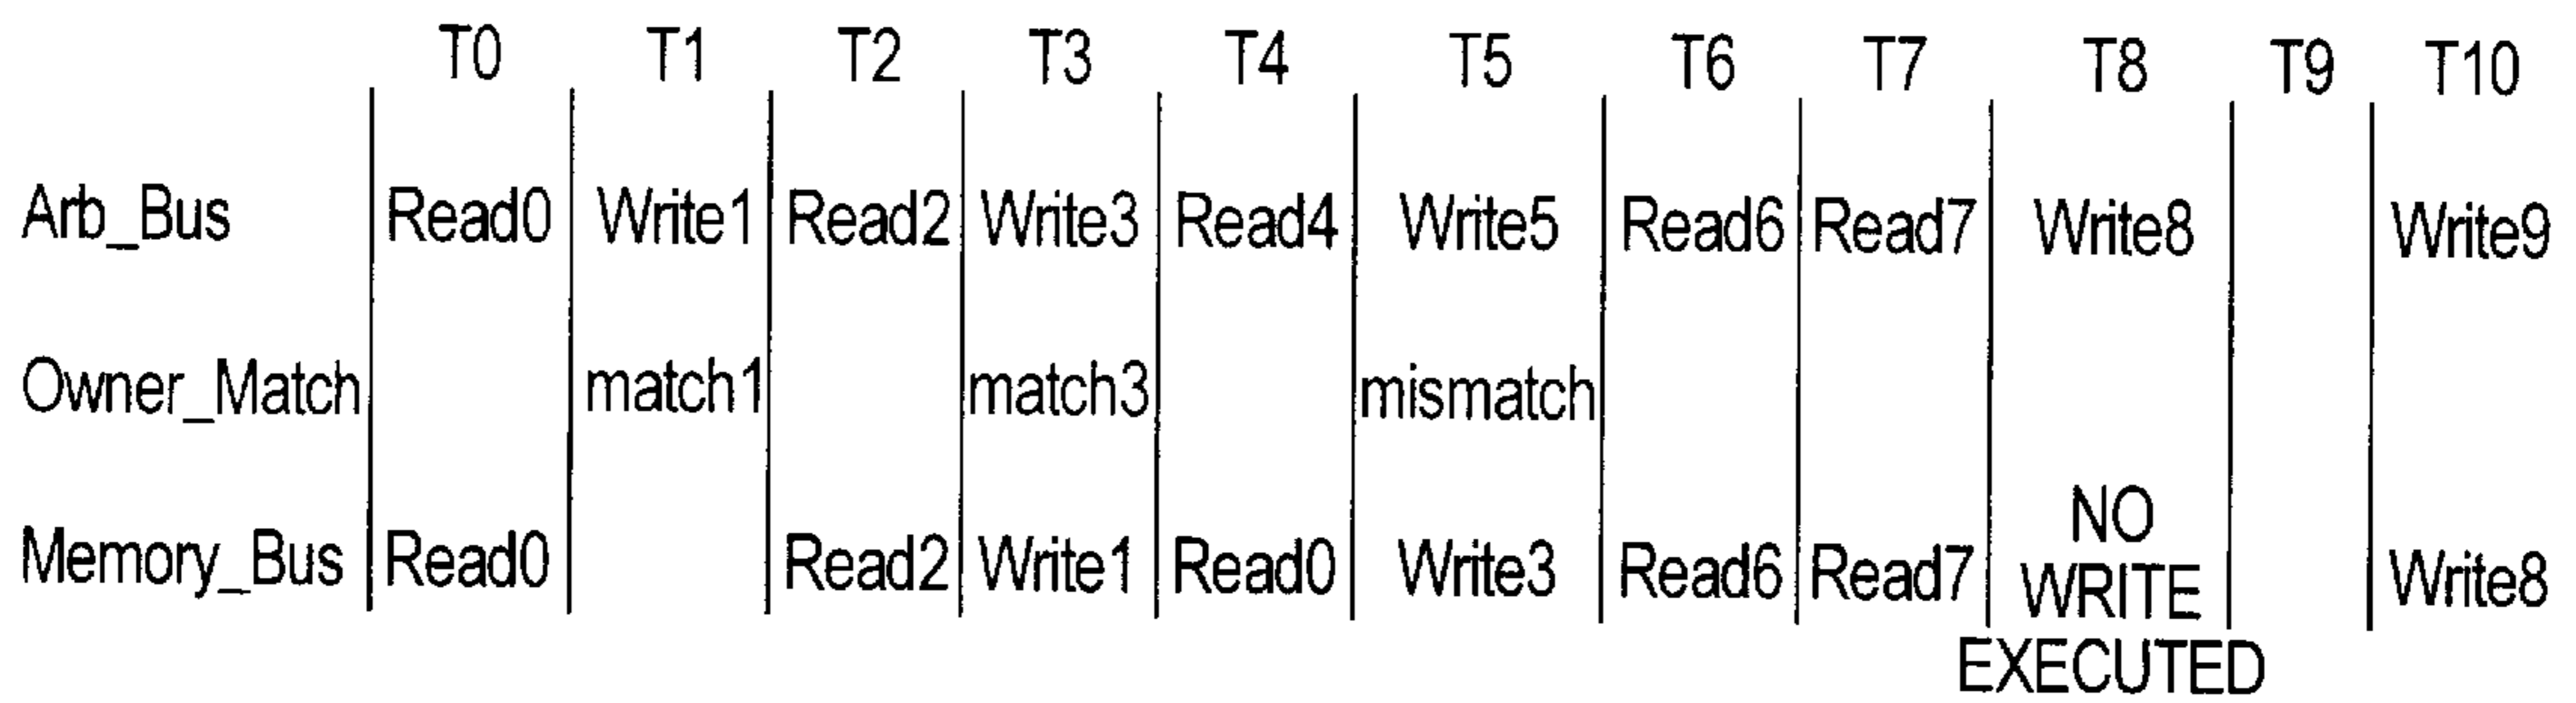 T0 T1 T2 T3 T4 T5 T6 T7 T8 T9 T10
Arb_Bus Read0 Write1 Read2 Write3 Read4 Write5 Read6 Read7 Write8 Write9
Owner_Match match1 match3 mismatch
Memory_Bus Read0 Read2 Write1 Read0 Write3 Read6 Read7 NO WRITE EXECUTED Write8